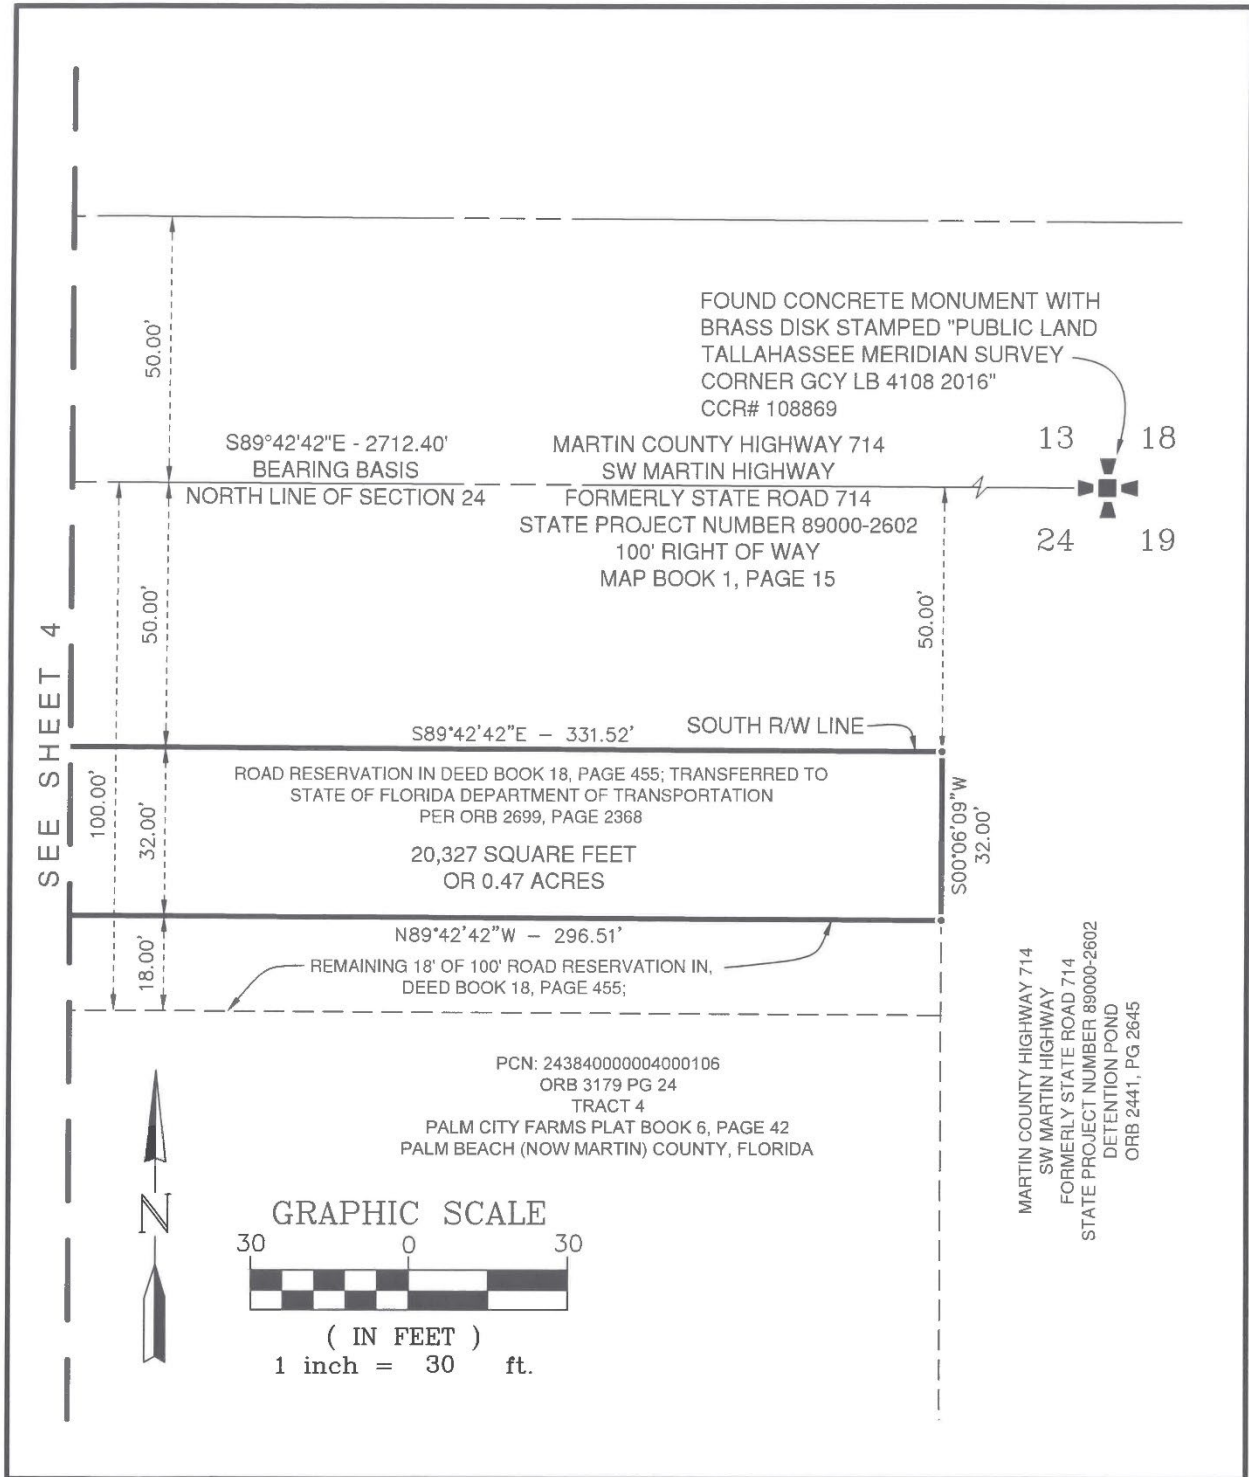 50.00'
FOUND CONCRETE MONUMENT WITH
BRASS DISK STAMPED "PUBLIC LAND
TALLAHASSEE MERIDIAN SURVEY
CORNER GCY LB 4108 2016"
CCR# 108869
13 18
24 19
S89°42'42"E - 2712.40'
BEARING BASIS
NORTH LINE OF SECTION 24
MARTIN COUNTY HIGHWAY 714
SW MARTIN HIGHWAY
FORMERLY STATE ROAD 714
STATE PROJECT NUMBER 89000-2602
100' RIGHT OF WAY
MAP BOOK 1, PAGE 15
50.00'
50.00'
SEE SHEET 4
100.00'
S89°42'42"E - 331.52'
SOUTH R/W LINE
32.00'
ROAD RESERVATION IN DEED BOOK 18, PAGE 455; TRANSFERRED TO
STATE OF FLORIDA DEPARTMENT OF TRANSPORTATION
PER ORB 2699, PAGE 2368
20,327 SQUARE FEET
OR 0.47 ACRES
S00°06'09"W
32.00'
N89°42'42"W - 296.51'
18.00'
REMAINING 18' OF 100' ROAD RESERVATION IN,
DEED BOOK 18, PAGE 455;
PCN: 243840000004000106
ORB 3179 PG 24
TRACT 4
PALM CITY FARMS PLAT BOOK 6, PAGE 42
PALM BEACH (NOW MARTIN) COUNTY, FLORIDA
MARTIN COUNTY HIGHWAY 714
SW MARTIN HIGHWAY
FORMERLY STATE ROAD 714
STATE PROJECT NUMBER 89000-2602
DETENTION POND
ORB 2441, PG 2645
N
GRAPHIC SCALE
30 0 30
( IN FEET )
1 inch = 30 ft.